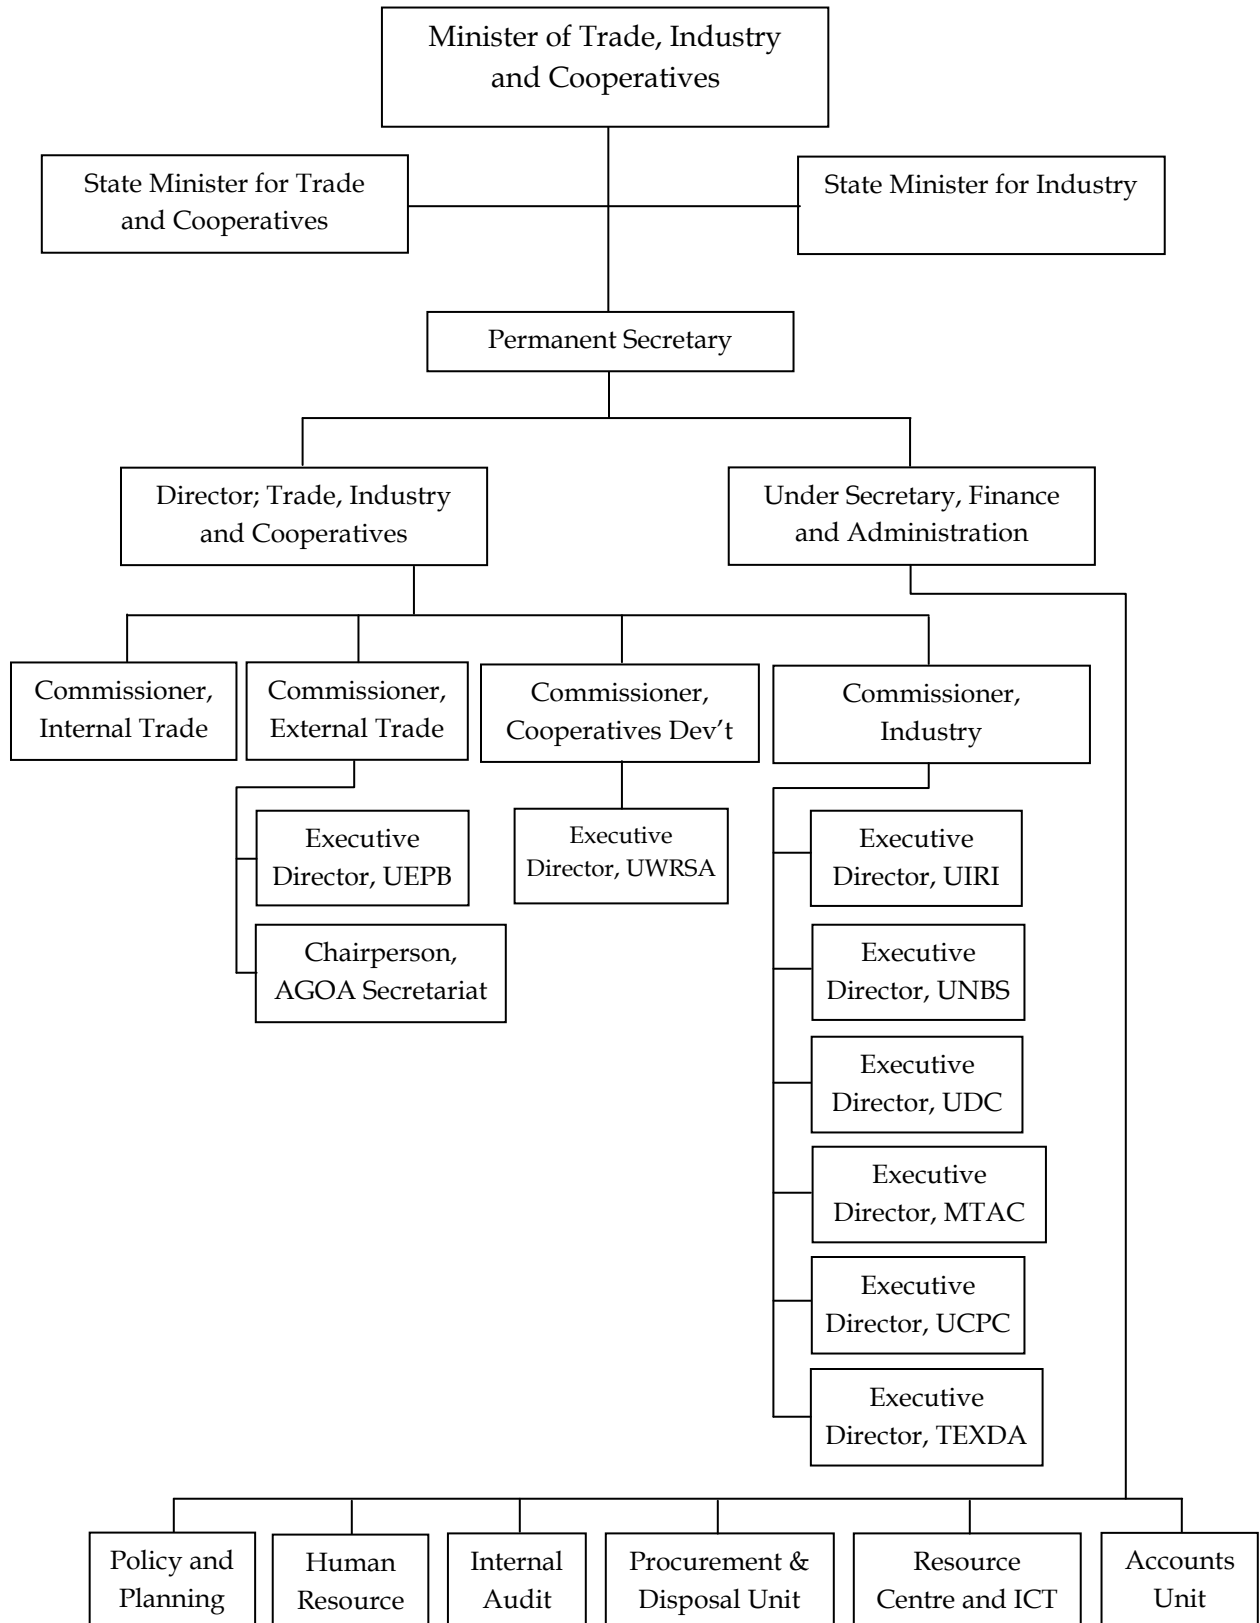 Minister of Trade, Industry
and Cooperatives
State Minister for Trade
and Cooperatives
State Minister for Industry
Permanent Secretary
Director; Trade, Industry
and Cooperatives
Under Secretary, Finance
and Administration
Commissioner,
Internal Trade
Commissioner,
External Trade
Commissioner,
Cooperatives Dev’t
Commissioner,
Industry
Executive
Director, UEPB
Chairperson,
AGOA Secretariat
Executive
Director, UWRSA
Executive
Director, UIRI
Executive
Director, UNBS
Executive
Director, UDC
Executive
Director, MTAC
Executive
Director, UCPC
Executive
Director, TEXDA
Policy and
Planning
Human
Resource
Internal
Audit
Procurement &
Disposal Unit
Resource
Centre and ICT
Accounts
Unit